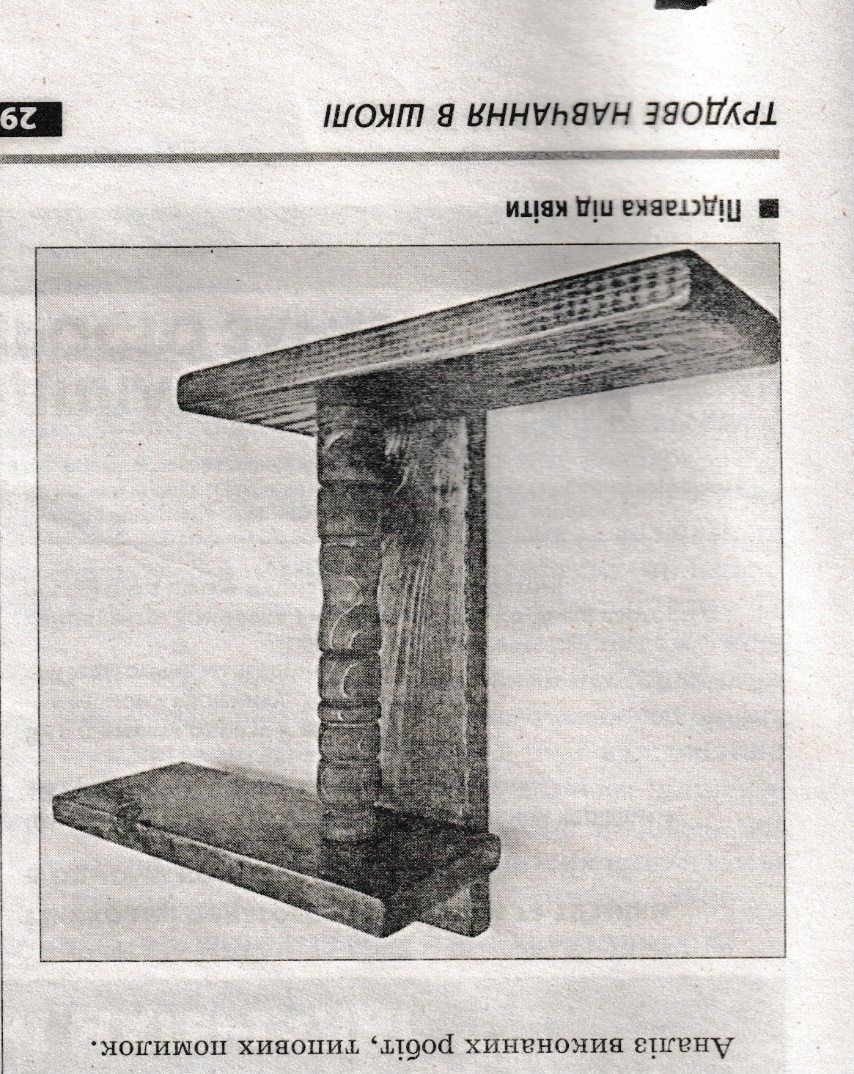 Аналіз виконаних робіт, типових помилок.
Підставка під квіти
ТРУДОВЕ НАВЧАННЯ В ШКОЛІ
29